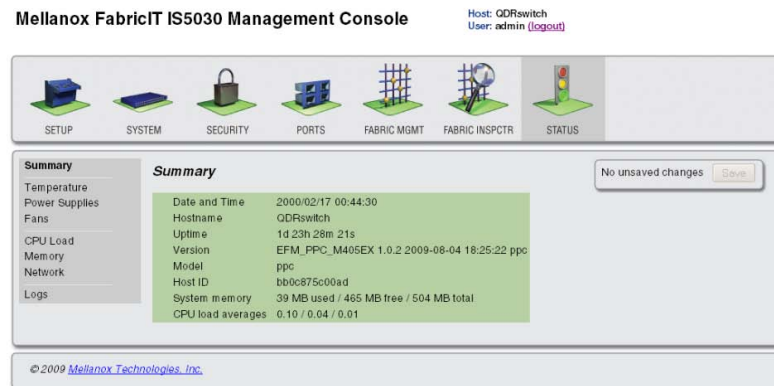 Mellanox FabricIT IS5030 Management Console
Host: QDRswitch
User: admin (logout)
SETUP SYSTEM SECURITY PORTS FABRIC MGMT FABRIC INSPCTR STATUS
Summary
Temperature
Power Supplies
Fans
CPU Load
Memory
Network
Logs
Summary
Date and Time 2000/02/17 00:44:30
Hostname QDRswitch
Uptime 1d 23h 28m 21s
Version EFM_PPC_M405EX 1.0.2 2009-08-04 18:25:22 ppc
Model ppc
Host ID bb0c875c00ad
System memory 39 MB used / 465 MB free / 504 MB total
CPU load averages 0.10 / 0.04 / 0.01
No unsaved changes Save
© 2009 Mellanox Technologies, Inc.